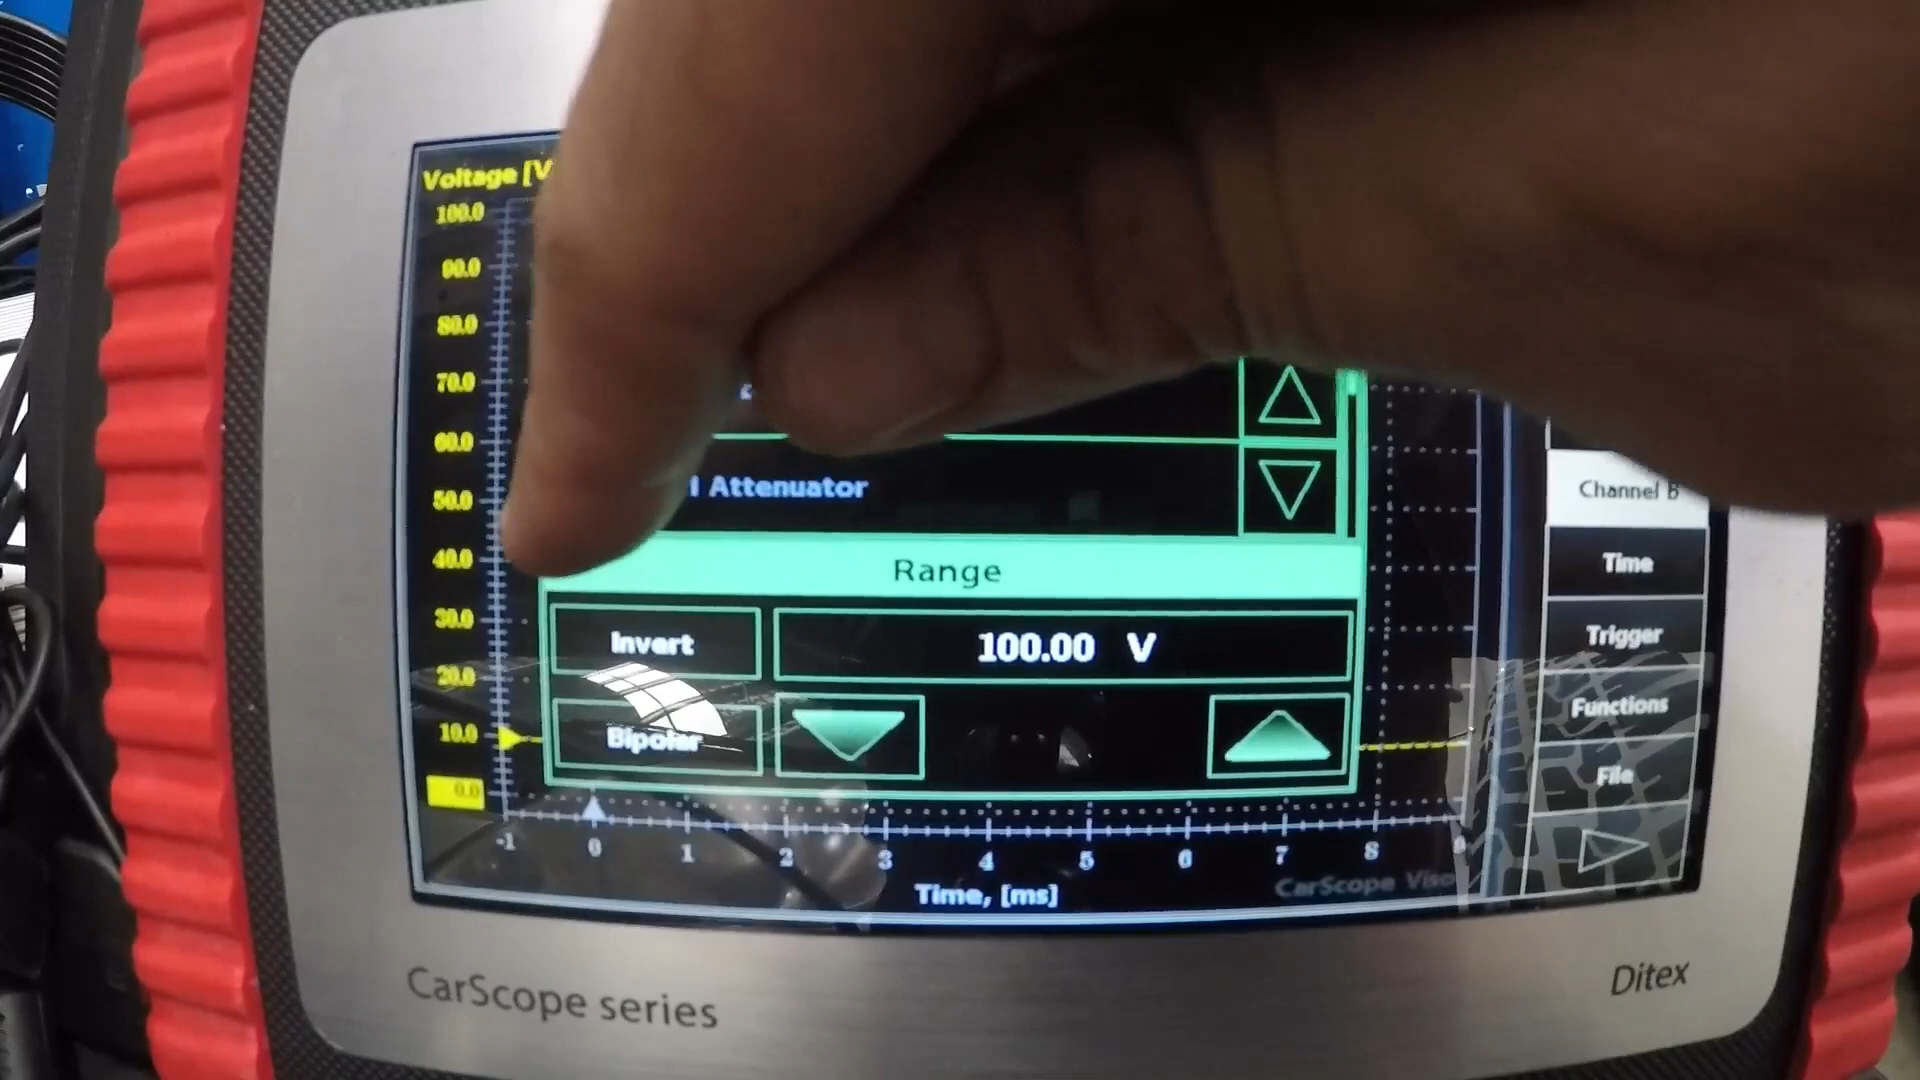 Voltage [V
100.0
90.0
80.0
70.0
60.0
50.0
40.0
30.0
20.0
10.0
0.0
Attenuator
Range
Invert
100.00 V
Bipolar
Channel B
Time
Trigger
Functions
File
-1 0 1 2 3 4 5 6 7 8
Time, [ms]
CarScope
CarScope series
Ditex